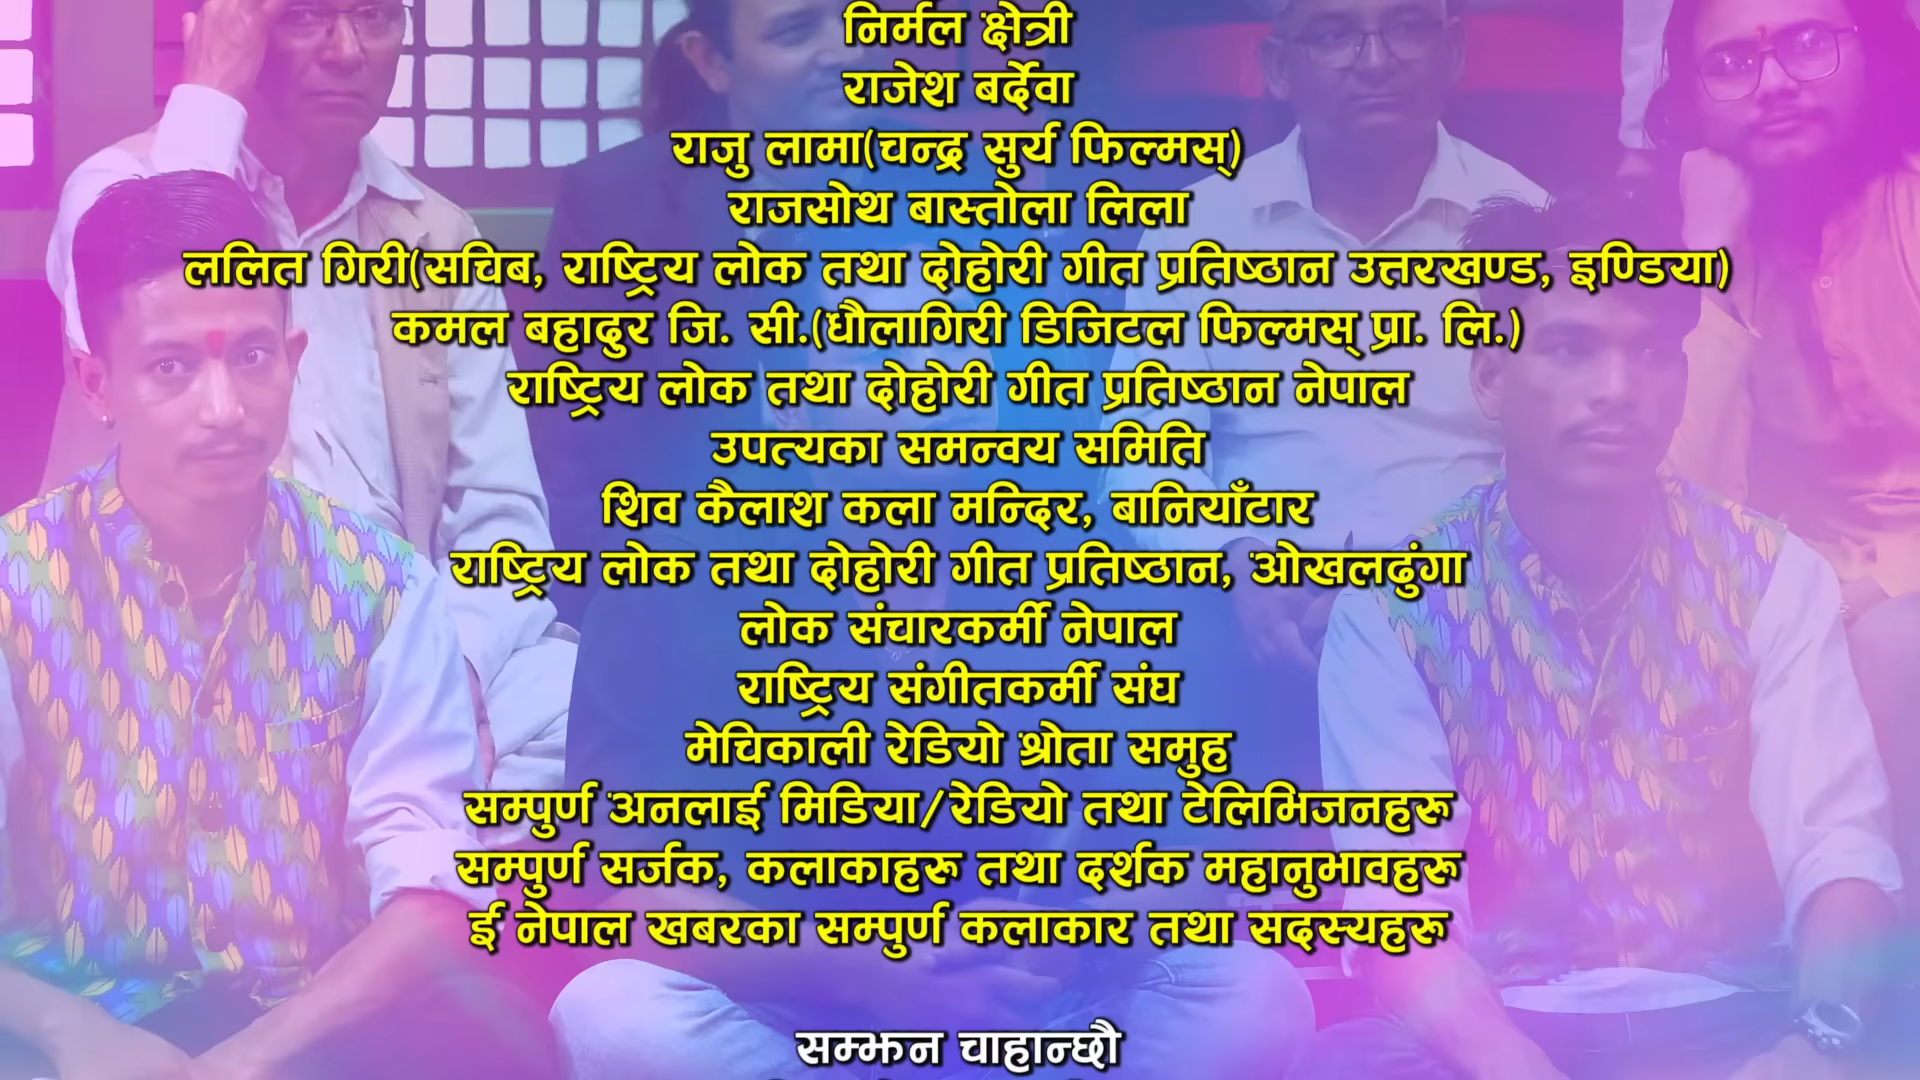 निर्मल क्षेत्री
राजेश बर्देवा
राजु लामा(चन्द्र सुर्य फिल्मस्)
राजसोथ बास्तोला लिला
ललित गिरी(सचिब, राष्ट्रिय लोक तथा दोहोरी गीत प्रतिष्ठान उत्तरखण्ड, इण्डिया)
कमल बहादुर जि. सी.(धौलागिरी डिजिटल फिल्मस् प्रा. लि.)
राष्ट्रिय लोक तथा दोहोरी गीत प्रतिष्ठान नेपाल
उपत्यका समन्वय समिति
शिव कैलाश कला मन्दिर, बानियाँटार
राष्ट्रिय लोक तथा दोहोरी गीत प्रतिष्ठान, ओखलढुंगा
लोक संचारकर्मी नेपाल
राष्ट्रिय संगीतकर्मी संघ
मेचिकाली रेडियो श्रोता समुह
सम्पुर्ण अनलाई मिडिया/रेडियो तथा टेलिभिजनहरू
सम्पुर्ण सर्जक, कलाकाहरू तथा दर्शक महानुभावहरू
ई नेपाल खबरका सम्पुर्ण कलाकार तथा सदस्यहरू
सम्झन चाहान्छौ